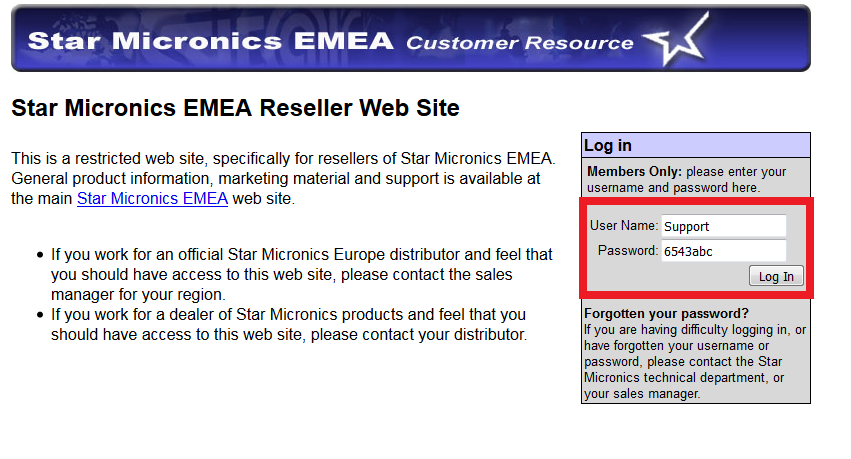 Star Micronics EMEA Customer Resource
Star Micronics EMEA Reseller Web Site
This is a restricted web site, specifically for resellers of Star Micronics EMEA.
General product information, marketing material and support is available at
the main Star Micronics EMEA web site.
• If you work for an official Star Micronics Europe distributor and feel that
you should have access to this web site, please contact the sales
manager for your region.
• If you work for a dealer of Star Micronics products and feel that you
should have access to this web site, please contact your distributor.
Log in
Members Only: please enter your
username and password here.
User Name: Support
Password: 6543abc
Log In
Forgotten your password?
If you are having difficulty logging in, or
have forgotten your username or
password, please contact the Star
Micronics technical department, or
your sales manager.